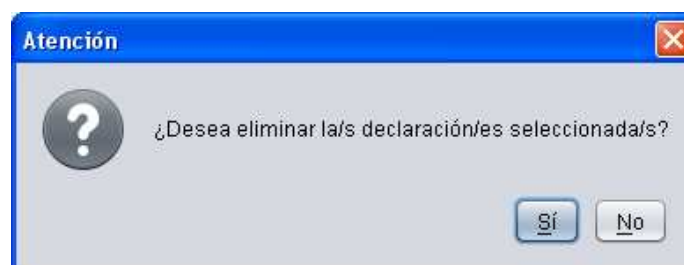 Atención
¿Desea eliminar la/s declaración/es seleccionada/s?
Sí
No